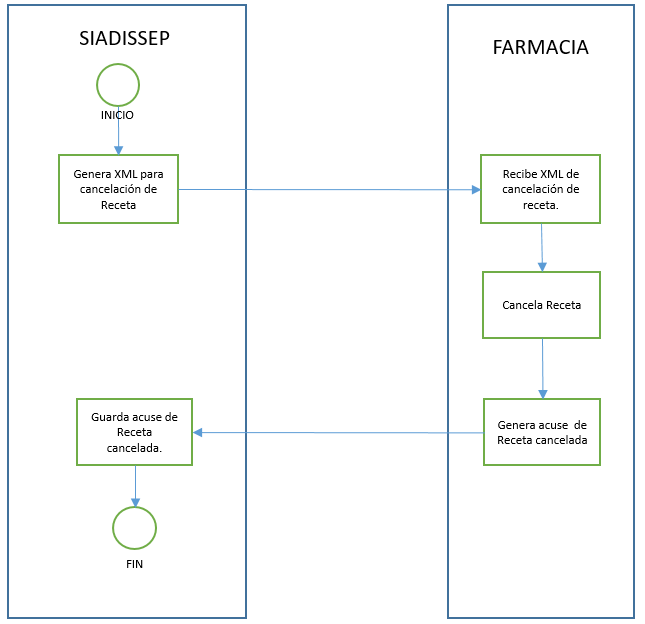 SIADISSEP
FARMACIA
INICIO
Genera XML para
cancelación de
Receta
Recibe XML de
cancelación de
receta.
Cancela Receta
Guarda acuse de
Receta
cancelada.
Genera acuse de
Receta cancelada
FIN